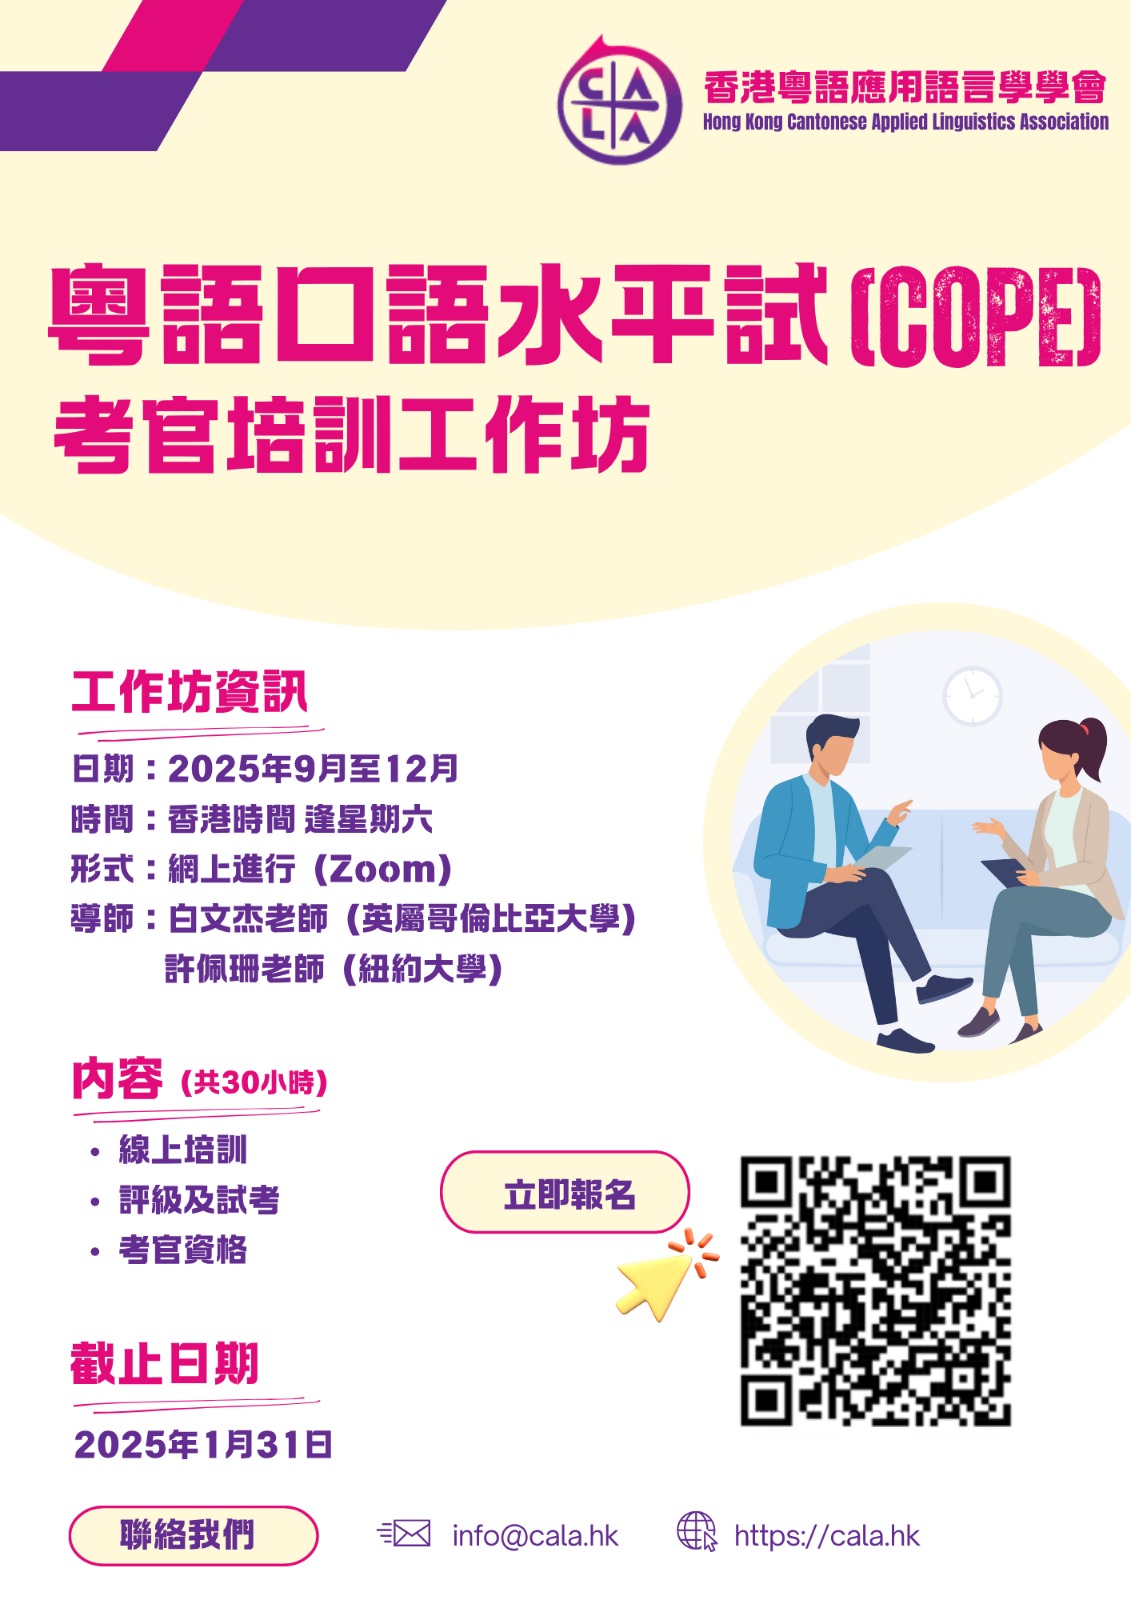 CALA
香港粵語應用語言學學會
Hong Kong Cantonese Applied Linguistics Association
粵語口語水平試 (COPE)
考官培訓工作坊
工作坊資訊
日期：2025年9月至12月
時間：香港時間 逢星期六
形式：網上進行（Zoom）
導師：白文杰老師（英屬哥倫比亞大學）
許佩珊老師（紐約大學）
內容（共30小時）
• 線上培訓
• 評級及試考
• 考官資格
立即報名
截止日期
2025年1月31日
聯絡我們
info@cala.hk
https://cala.hk